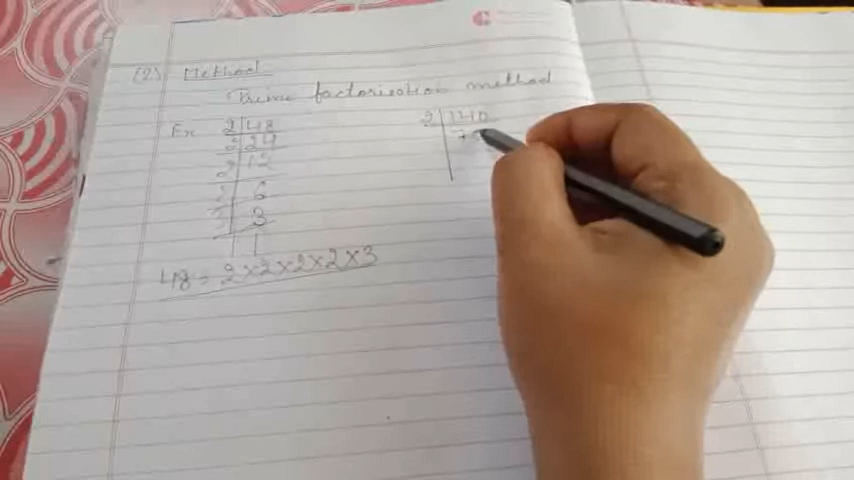 (2) Method
Prime factorisation method
Ex 2 48
2 24
2 12
2 6
3 3
1
48 = 2×2×2×2×3
2 140
7